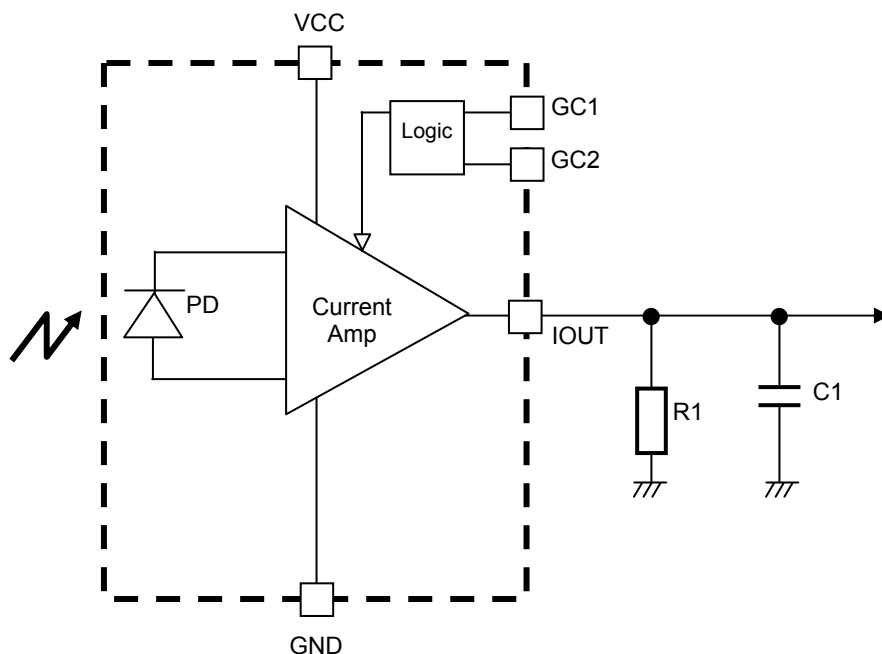 VCC
GC1
Logic
GC2
PD
Current
Amp
IOUT
R1
C1
GND